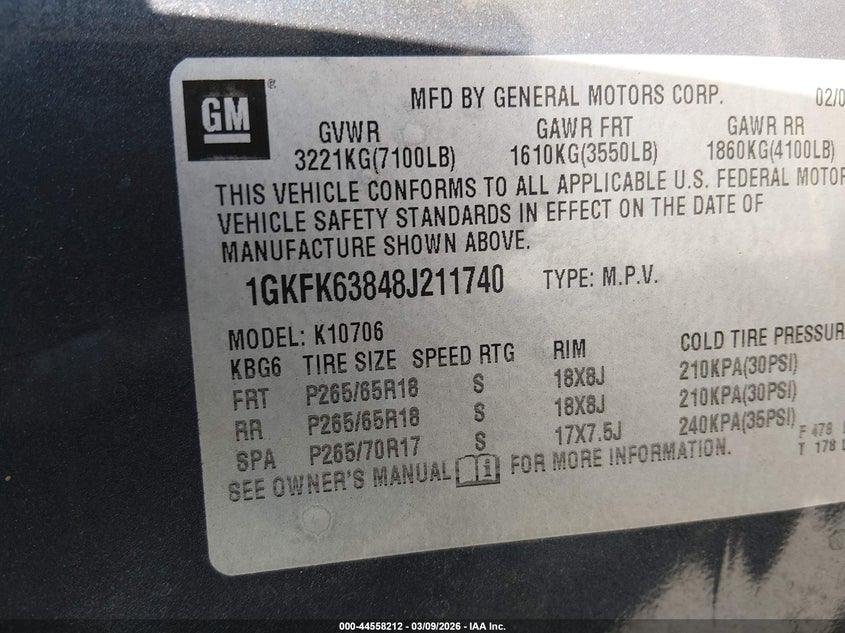 GM ®
MFD BY GENERAL MOTORS CORP. 02/0
GVWR GAWR FRT GAWR RR
3221KG(7100LB) 1610KG(3550LB) 1860KG(4100LB)
THIS VEHICLE CONFORMS TO ALL APPLICABLE U.S. FEDERAL MOTOR
VEHICLE SAFETY STANDARDS IN EFFECT ON THE DATE OF
MANUFACTURE SHOWN ABOVE.
1GKFK63848J211740 TYPE: M.P.V.
MODEL: K10706
KBG6 TIRE SIZE SPEED RTG RIM COLD TIRE PRESSUR
FRT P265/65R18 S 18X8J 210KPA(30PSI)
RR P265/65R18 S 18X8J 210KPA(30PSI)
SPA P265/70R17 S 17X7.5J 240KPA(35PSI)
F 478
T 178
SEE OWNER'S MANUAL FOR MORE INFORMATION.
000-44558212 — 03/09/2026 - IAA Inc.